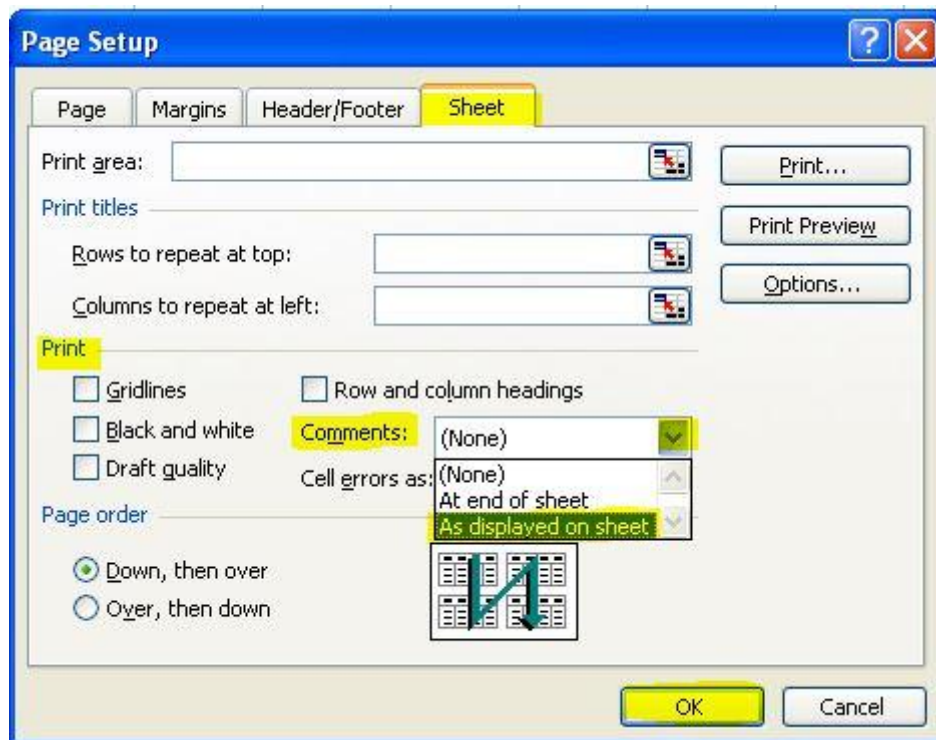 Page Setup
Page Margins Header/Footer Sheet
Print area:
Print...
Print titles
Print Preview
Rows to repeat at top:
Options...
Columns to repeat at left:
Print
Gridlines Row and column headings
Black and white Comments: (None)
Draft quality Cell errors as: (None)
At end of sheet
As displayed on sheet
Page order
Down, then over
Over, then down
OK Cancel